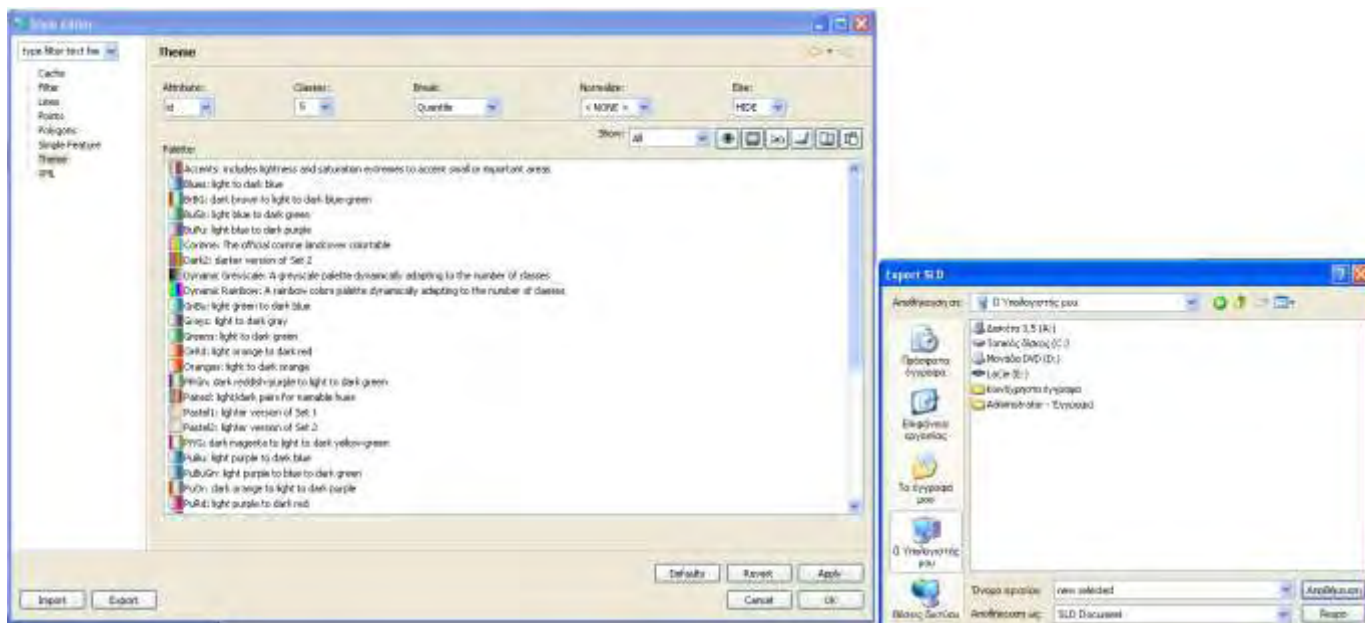 Style Editor
type filter text he
Cache
Filter
Lines
Points
Polygons
Single Feature
Theme
XML
Theme
Attribute: Classes: Break: Normalize: Else:
id 5 Quantile < NONE > HIDE
Show: All
Palette:
Accents: includes lightness and saturation extremes to accent small or important areas
Blues: light to dark blue
BrBG: dark brown to light to dark blue-green
BuGn: light blue to dark green
BuPu: light blue to dark purple
Corinne: The official corinne landcover colortable
Dark2: darker version of Set 2
Dynamic Greyscale: A greyscale palette dynamically adapting to the number of classes
Dynamic Rainbow: A rainbow colors palette dynamically adapting to the number of classes
GnBu: light green to dark blue
Grays: light to dark gray
Greens: light to dark green
OrRd: light orange to dark red
Oranges: light to dark orange
PRGn: dark reddish-purple to light to dark green
Paired: light/dark pairs for namable hues
Pastel1: lighter version of Set 1
Pastel2: lighter version of Set 2
PiYG: dark magenta to light to dark yellow-green
PuBu: light purple to dark blue
PuBuGn: light purple to blue to dark green
PuOr: dark orange to light to dark purple
PuRd: light purple to dark red
Defaults Revert Apply
Import Export Cancel OK
Export SLD
Αποθήκευση σε: Ο Υπολογιστής μου
Δισκέτα 3,5 (A:)
Τοπικός δίσκος (C:)
Μονάδα DVD (D:)
LaCie (E:)
Κοινόχρηστα έγγραφα
Administrator - Έγγραφα
Πρόσφατα έγγραφα
Επιφάνεια εργασίας
Τα έγγραφά μου
Ο Υπολογιστής μου
Θέσεις δικτύου
Όνομα αρχείου: new selected Αποθήκευση
Αποθήκευση ως: SLD Document Άκυρο